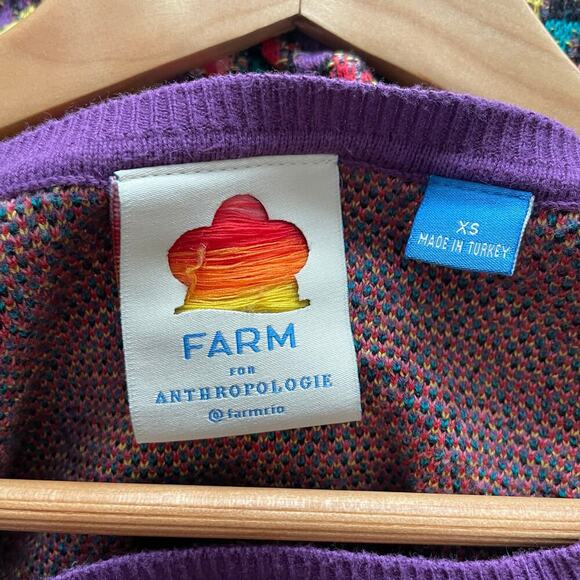 FARM
FOR
ANTHROPOLOGIE
@farmrio
XS
MADE IN TURKEY